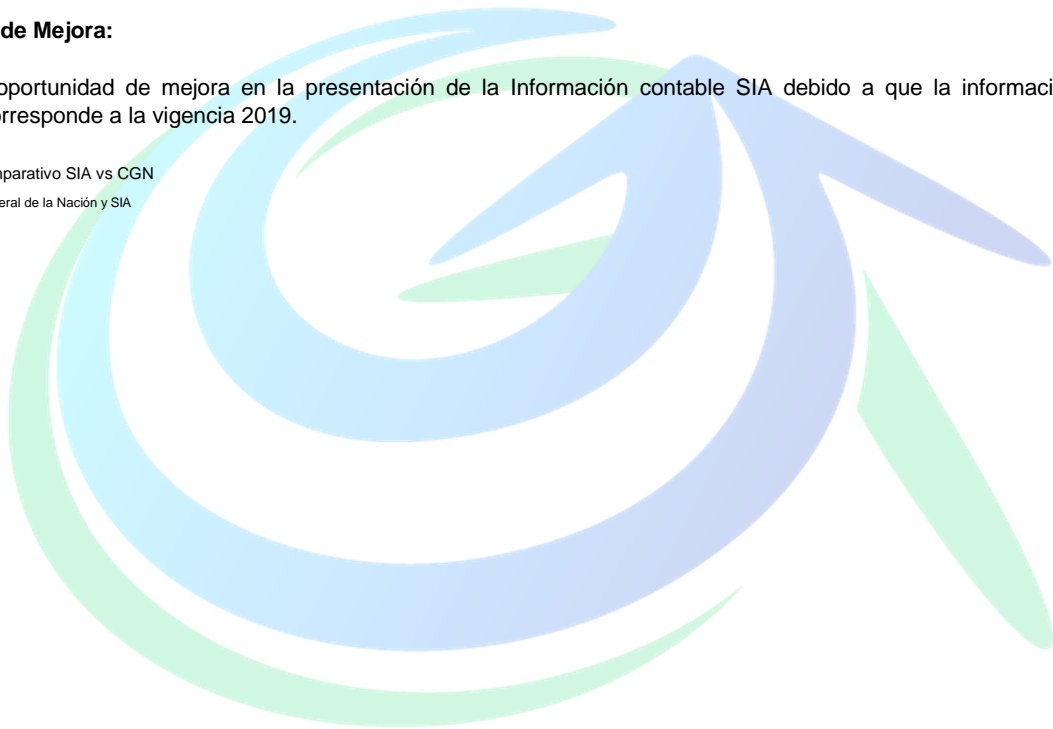 de Mejora:
oportunidad de mejora en la presentación de la Información contable SIA debido a que la informaci
rresponde a la vigencia 2019.
parativo SIA vs CGN
eral de la Nación y SIA